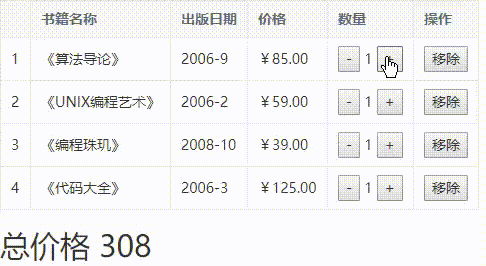 书籍名称 出版日期 价格 数量 操作
1 《算法导论》 2006-9 ￥85.00 - 1 + 移除
2 《UNIX编程艺术》 2006-2 ￥59.00 - 1 + 移除
3 《编程珠玑》 2008-10 ￥39.00 - 1 + 移除
4 《代码大全》 2006-3 ￥125.00 - 1 + 移除
总价格 308